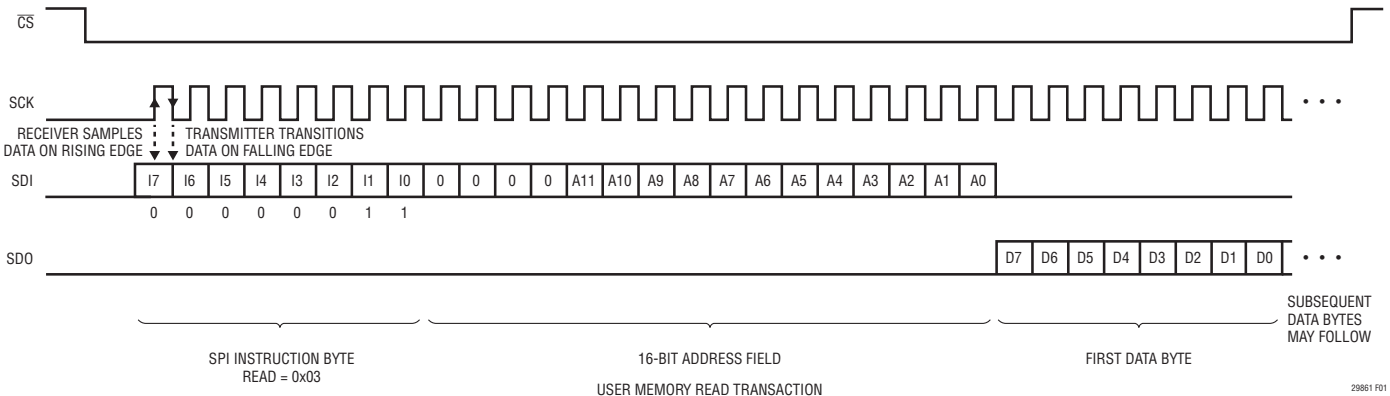 CS
SCK
RECEIVER SAMPLES
DATA ON RISING EDGE
TRANSMITTER TRANSITIONS
DATA ON FALLING EDGE
SDI
I7 I6 I5 I4 I3 I2 I1 I0 0 0 0 0 A11 A10 A9 A8 A7 A6 A5 A4 A3 A2 A1 A0
0 0 0 0 0 0 1 1
SDO
D7 D6 D5 D4 D3 D2 D1 D0
SUBSEQUENT
DATA BYTES
MAY FOLLOW
SPI INSTRUCTION BYTE
READ = 0x03
16-BIT ADDRESS FIELD
FIRST DATA BYTE
USER MEMORY READ TRANSACTION
29861 F01